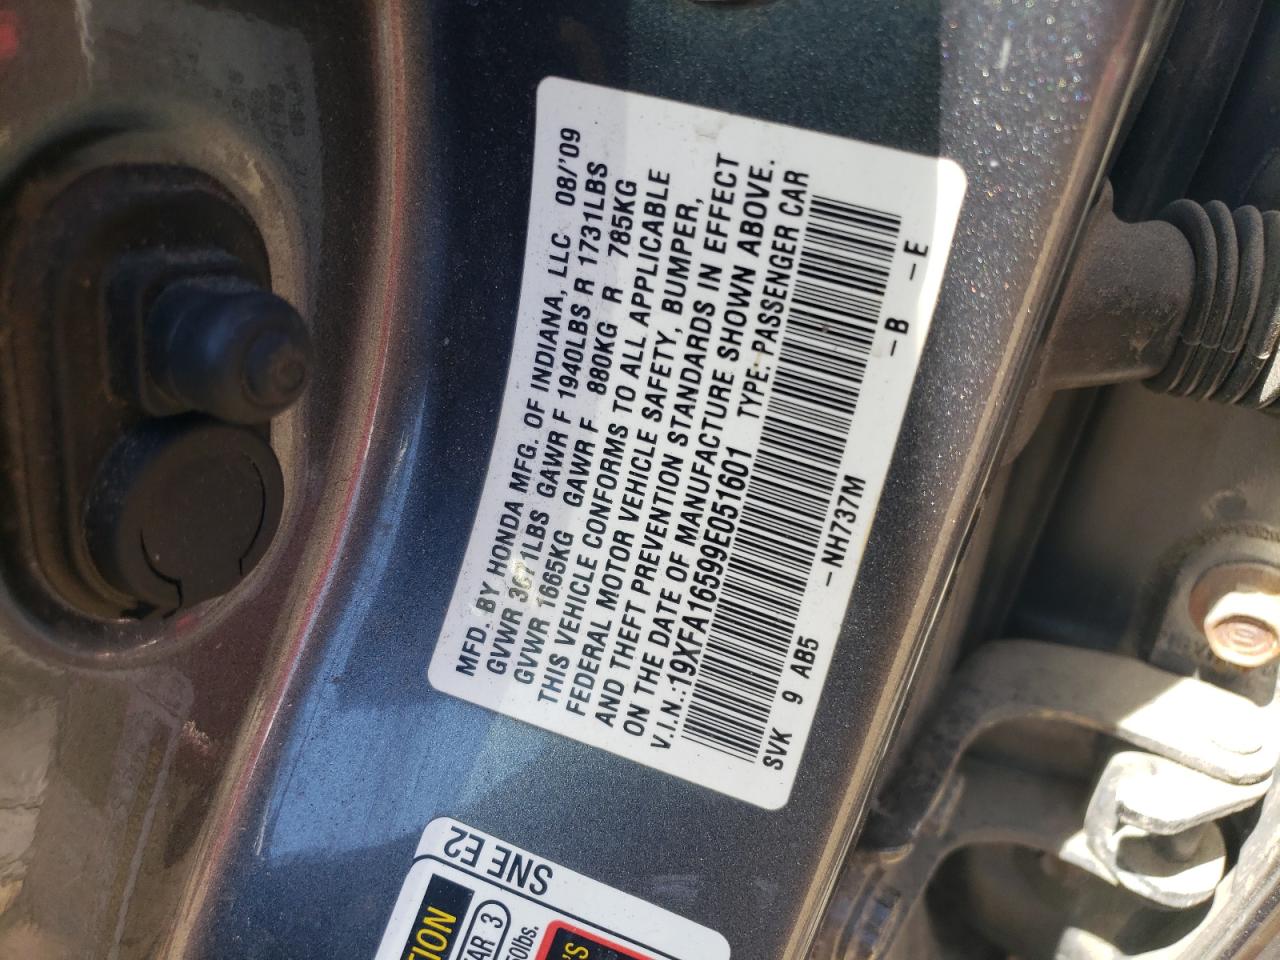 MFD. BY HONDA MFG. OF INDIANA, LLC 08/'09
GVWR 3671LBS GAWR F 1940LBS R 1731LBS
GVWR 1665KG GAWR F 880KG R 785KG
THIS VEHICLE CONFORMS TO ALL APPLICABLE
FEDERAL MOTOR VEHICLE SAFETY, BUMPER,
AND THEFT PREVENTION STANDARDS IN EFFECT
ON THE DATE OF MANUFACTURE SHOWN ABOVE.
V.I.N.:19XFA16599E051601 TYPE: PASSENGER CAR
SVK 9 AB5 -NH737M -B -E
SNE E2
3